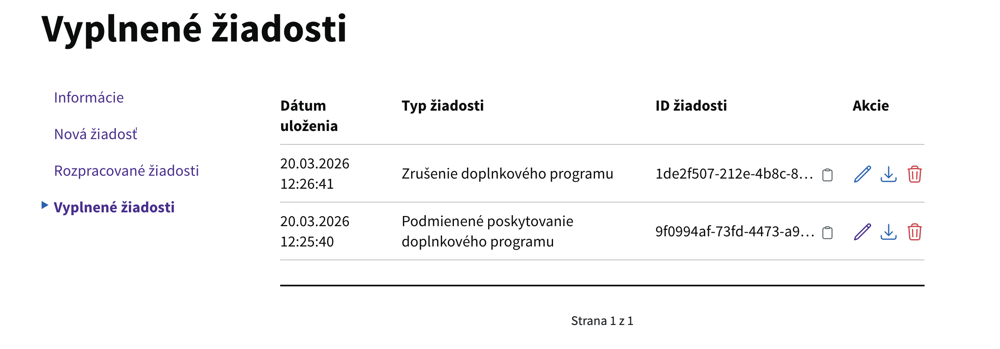 Vyplnené žiadosti
Informácie
Nová žiadosť
Rozpracované žiadosti
Vyplnené žiadosti
Dátum
uloženia
Typ žiadosti
ID žiadosti
Akcie
20.03.2026
12:26:41
Zrušenie doplnkového programu
1de2f507-212e-4b8c-8…
20.03.2026
12:25:40
Podmienené poskytovanie
doplnkového programu
9f0994af-73fd-4473-a9…
Strana 1 z 1